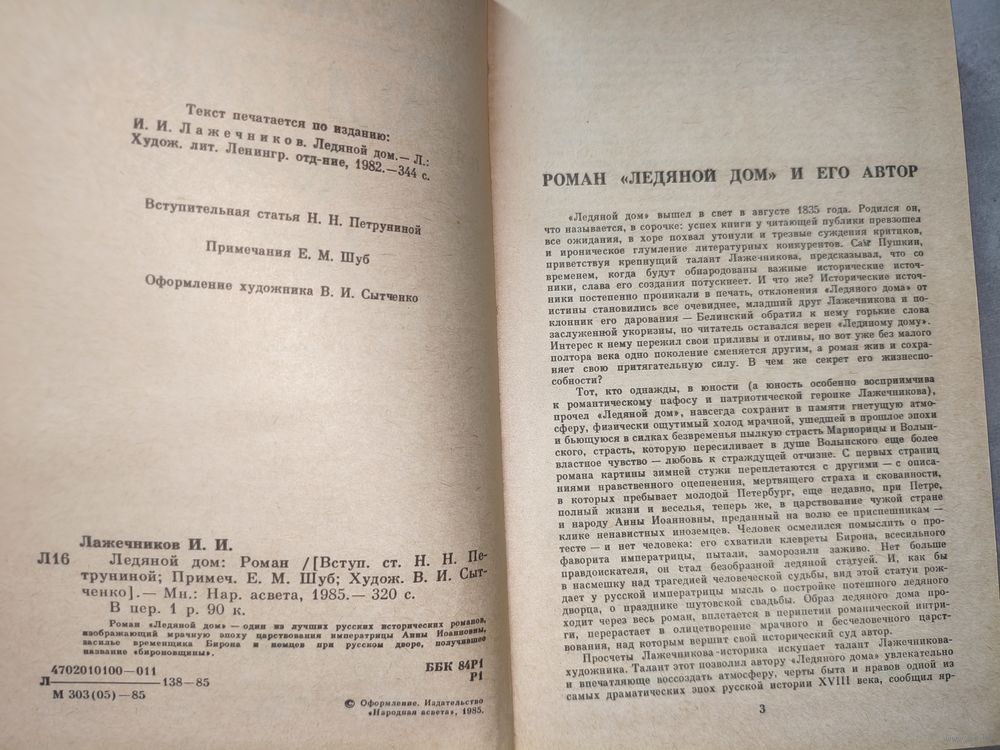 Текст печатается по изданию:
И. И. Лажечников. Ледяной дом.— Л.:
Худож. лит. Ленингр. отд-ние, 1982.—344 с.
Вступительная статья Н. Н. Петруниной
Примечания Е. М. Шуб
Оформление художника В. И. Сытченко
Лажечников И. И.
Л16 Ледяной дом: Роман /[Вступ. ст. Н. Н. Пе-
труниной; Примеч. Е. М. Шуб; Худож. В. И. Сыт-
ченко].— Мн.: Нар. асвета, 1985.— 320 с.
В пер. 1 р. 90 к.
Роман «Ледяной дом» — один из лучших русских исторических романов,
изображающий мрачную эпоху царствования императрицы Анны Иоанновны,
засилье временщика Бирона и немцев при русском дворе, получившее
название «бироновщины».
4702010100—011
Л————138—85
М 303(05)—85
ББК 84Р1
Р1
© Оформление. Издательство
«Народная асвета», 1985.
РОМАН «ЛЕДЯНОЙ ДОМ» И ЕГО АВТОР
«Ледяной дом» вышел в свет в августе 1835 года. Родился он,
что называется, в сорочке: успех книги у читающей публики превзошел
все ожидания, в хоре похвал утонули и трезвые суждения критиков,
и ироническое глумление литературных конкурентов. Сам Пушкин,
приветствуя крепнущий талант Лажечникова, предсказывал, что со
временем, когда будут обнародованы важные исторические источ-
ники, слава его создания потускнеет. И что же? Исторические источ-
ники постепенно проникали в печать, отклонения «Ледяного дома» от
истины становились все очевиднее, младший друг Лажечникова и по-
клонник его дарования — Белинский обратил к нему горькие слова
заслуженной укоризны, но читатель оставался верен «Ледяному дому».
Интерес к нему пережил свои приливы и отливы, но вот уже без малого
полтора века одно поколение сменяется другим, а роман жив и сохра-
няет свою притягательную силу. В чем же секрет его жизнеспо-
собности?
Тот, кто однажды, в юности (а юность особенно восприимчива
к романтическому пафосу и патриотической героике Лажечникова),
прочел «Ледяной дом», навсегда сохранит в памяти гнетущую атмо-
сферу, физически ощутимый холод мрачной, ушедшей в прошлое эпохи
и бьющуюся в силках безвременья пылкую страсть Мариорицы и Волын-
ского, страсть, которую пересиливает в душе Волынского еще более
властное чувство — любовь к страждущей отчизне. С первых страниц
романа картины зимней стужи переплетаются с другими — с описа-
ниями нравственного оцепенения, мертвящего страха и скованности,
в которых пребывает молодой Петербург, еще недавно, при Петре,
полный жизни и веселья, теперь же, в царствование чужой стране
и народу Анны Иоанновны, преданный на волю ее приспешникам —
клике ненавистных иноземцев. Человек осмелился помыслить о про-
тесте — и нет человека: его схватили клевреты Бирона, всесильного
фаворита императрицы, пытали, заморозили заживо. Нет больше
правдоискателя, он стал безобразной ледяной статуей. И, как бы
в насмешку над трагедией человеческой судьбы, вид этой статуи рож-
дает у русской императрицы мысль о постройке потешного ледяного
дворца, о празднике шутовской свадьбы. Образ ледяного дома про-
ходит через весь роман, вплетается в перипетии романической интри-
ги, перерастает в олицетворение мрачного и бесчеловечного царст-
вования, над которым вершит свой исторический суд автор.
Просчеты Лажечникова-историка искупает талант Лажечникова-
художника. Талант этот позволил автору «Ледяного дома» увлекательно
и впечатляюще воссоздать атмосферу, черты быта и нравов одной из
самых драматических эпох русской истории XVIII века, сообщил яр-
3